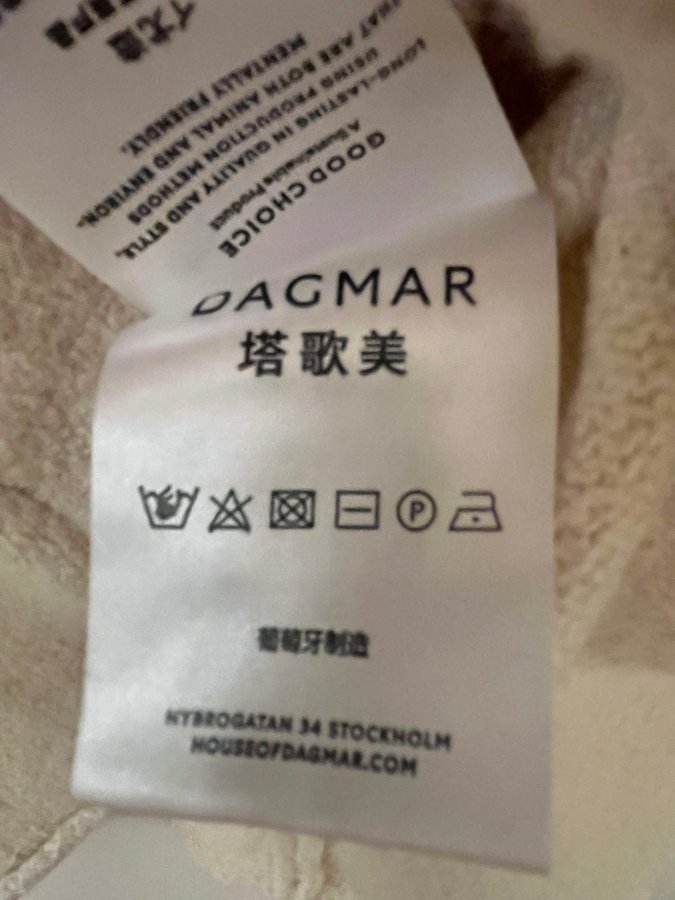 GOOD CHOICE
A Sustainable Product
LONG-LASTING IN QUALITY AND STYLE,
USING PRODUCTION METHODS
THAT ARE BOTH ANIMAL AND ENVIRON-
MENTALLY FRIENDLY.
DAGMAR
塔歌美
P
葡萄牙制造
NYBROGATAN 34 STOCKHOLM
HOUSEOFDAGMAR.COM